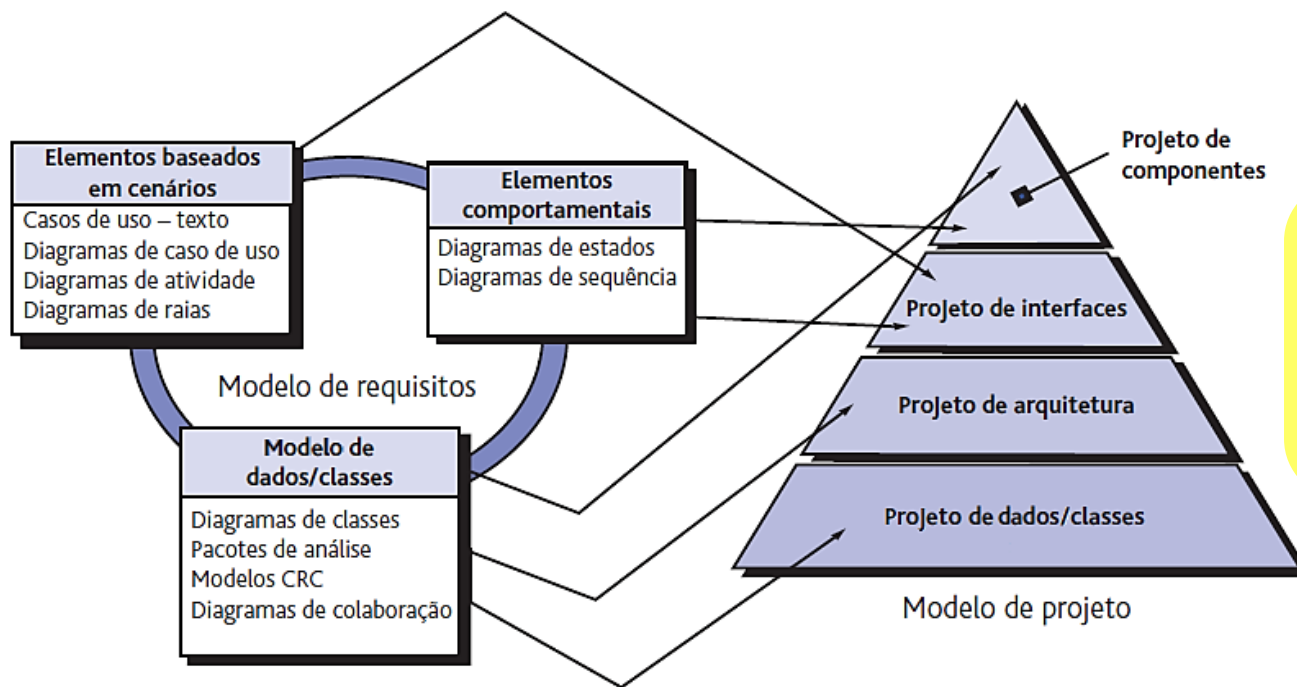 Elementos baseados
em cenários
Casos de uso – texto
Diagramas de caso de uso
Diagramas de atividade
Diagramas de raias
Elementos
comportamentais
Diagramas de estados
Diagramas de sequência
Modelo de requisitos
Modelo de
dados/classes
Diagramas de classes
Pacotes de análise
Modelos CRC
Diagramas de colaboração
Projeto de
componentes
Projeto de interfaces
Projeto de arquitetura
Projeto de dados/classes
Modelo de projeto